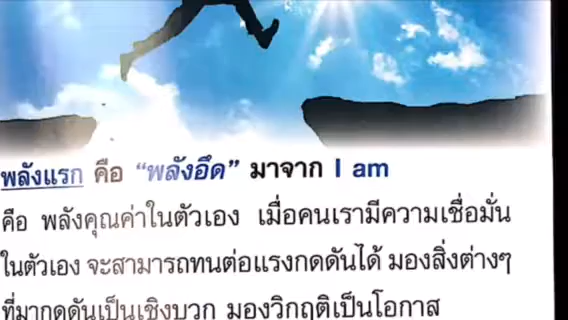 พลังแรก คือ “พลังอึด” มาจาก I am
คือ พลังคุณค่าในตัวเอง เมื่อคนเรามีความเชื่อมั่น
ในตัวเอง จะสามารถทนต่อแรงกดดันได้ มองสิ่งต่างๆ
ที่มากดดันเป็นเชิงบวก มองวิกฤติเป็นโอกาส